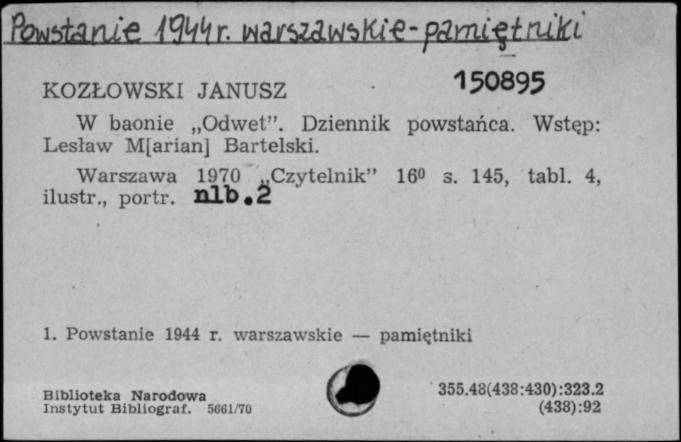 Powstanie 1944 r. warszawskie - pamiętniki
150895
KOZŁOWSKI JANUSZ
W baonie „Odwet”. Dziennik powstańca. Wstęp:
Lesław M[arian] Bartelski.
Warszawa 1970 „Czytelnik” 16⁰ s. 145, tabl. 4,
ilustr., portr. nlb.2
1. Powstanie 1944 r. warszawskie — pamiętniki
Biblioteka Narodowa
Instytut Bibliograf. 5661/70
355.48(438:430):323.2
(438):92